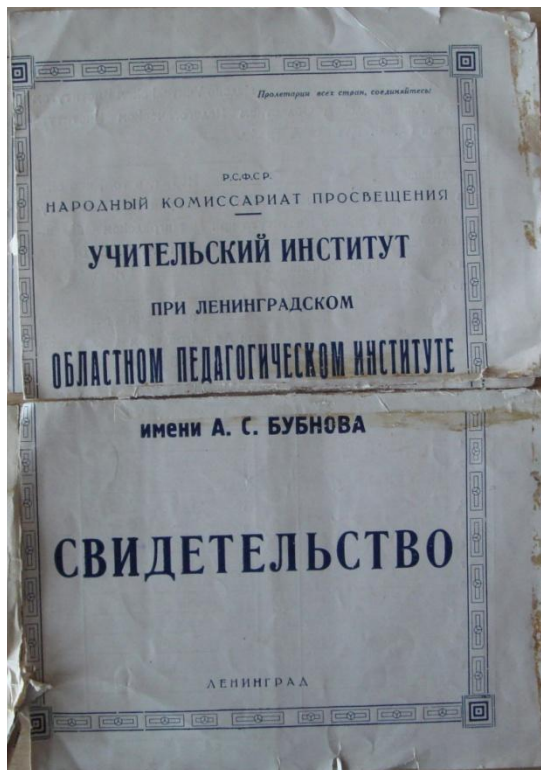 Пролетарии всех стран, соединяйтесь!
Р.С.Ф.С Р.
НАРОДНЫЙ КОМИССАРИАТ ПРОСВЕЩЕНИЯ
УЧИТЕЛЬСКИЙ ИНСТИТУТ
ПРИ ЛЕНИНГРАДСКОМ
ОБЛАСТНОМ ПЕДАГОГИЧЕСКОМ ИНСТИТУТЕ
имени А. С. БУБНОВА
СВИДЕТЕЛЬСТВО
ЛЕНИНГРАД